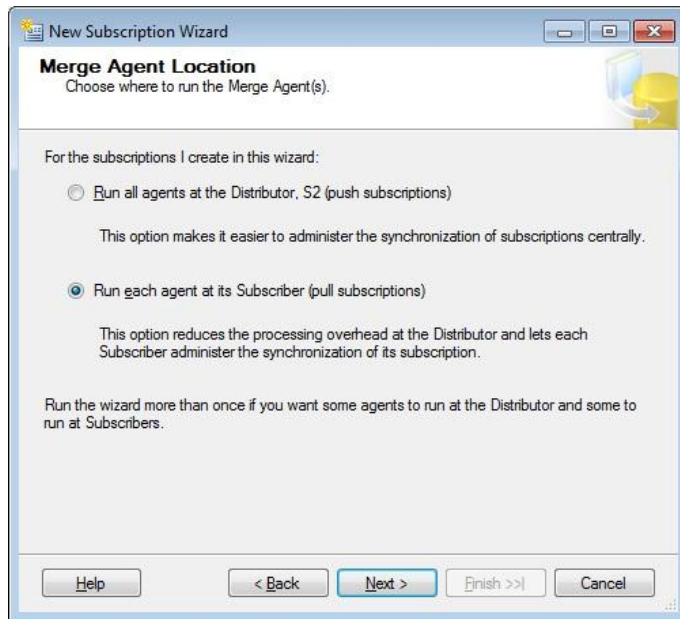 New Subscription Wizard
Merge Agent Location
Choose where to run the Merge Agent(s).
For the subscriptions I create in this wizard:
Run all agents at the Distributor, S2 (push subscriptions)
This option makes it easier to administer the synchronization of subscriptions centrally.
Run each agent at its Subscriber (pull subscriptions)
This option reduces the processing overhead at the Distributor and lets each
Subscriber administer the synchronization of its subscription.
Run the wizard more than once if you want some agents to run at the Distributor and some to
run at Subscribers.
Help < Back Next > Finish >>| Cancel